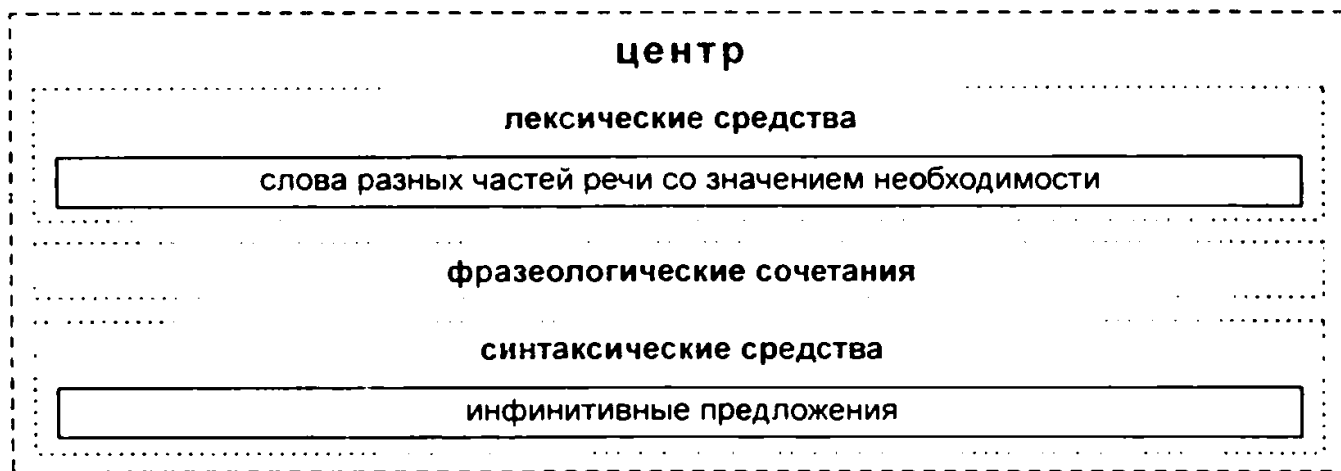 центр
лексические средства
слова разных частей речи со значением необходимости
фразеологические сочетания
синтаксические средства
инфинитивные предложения